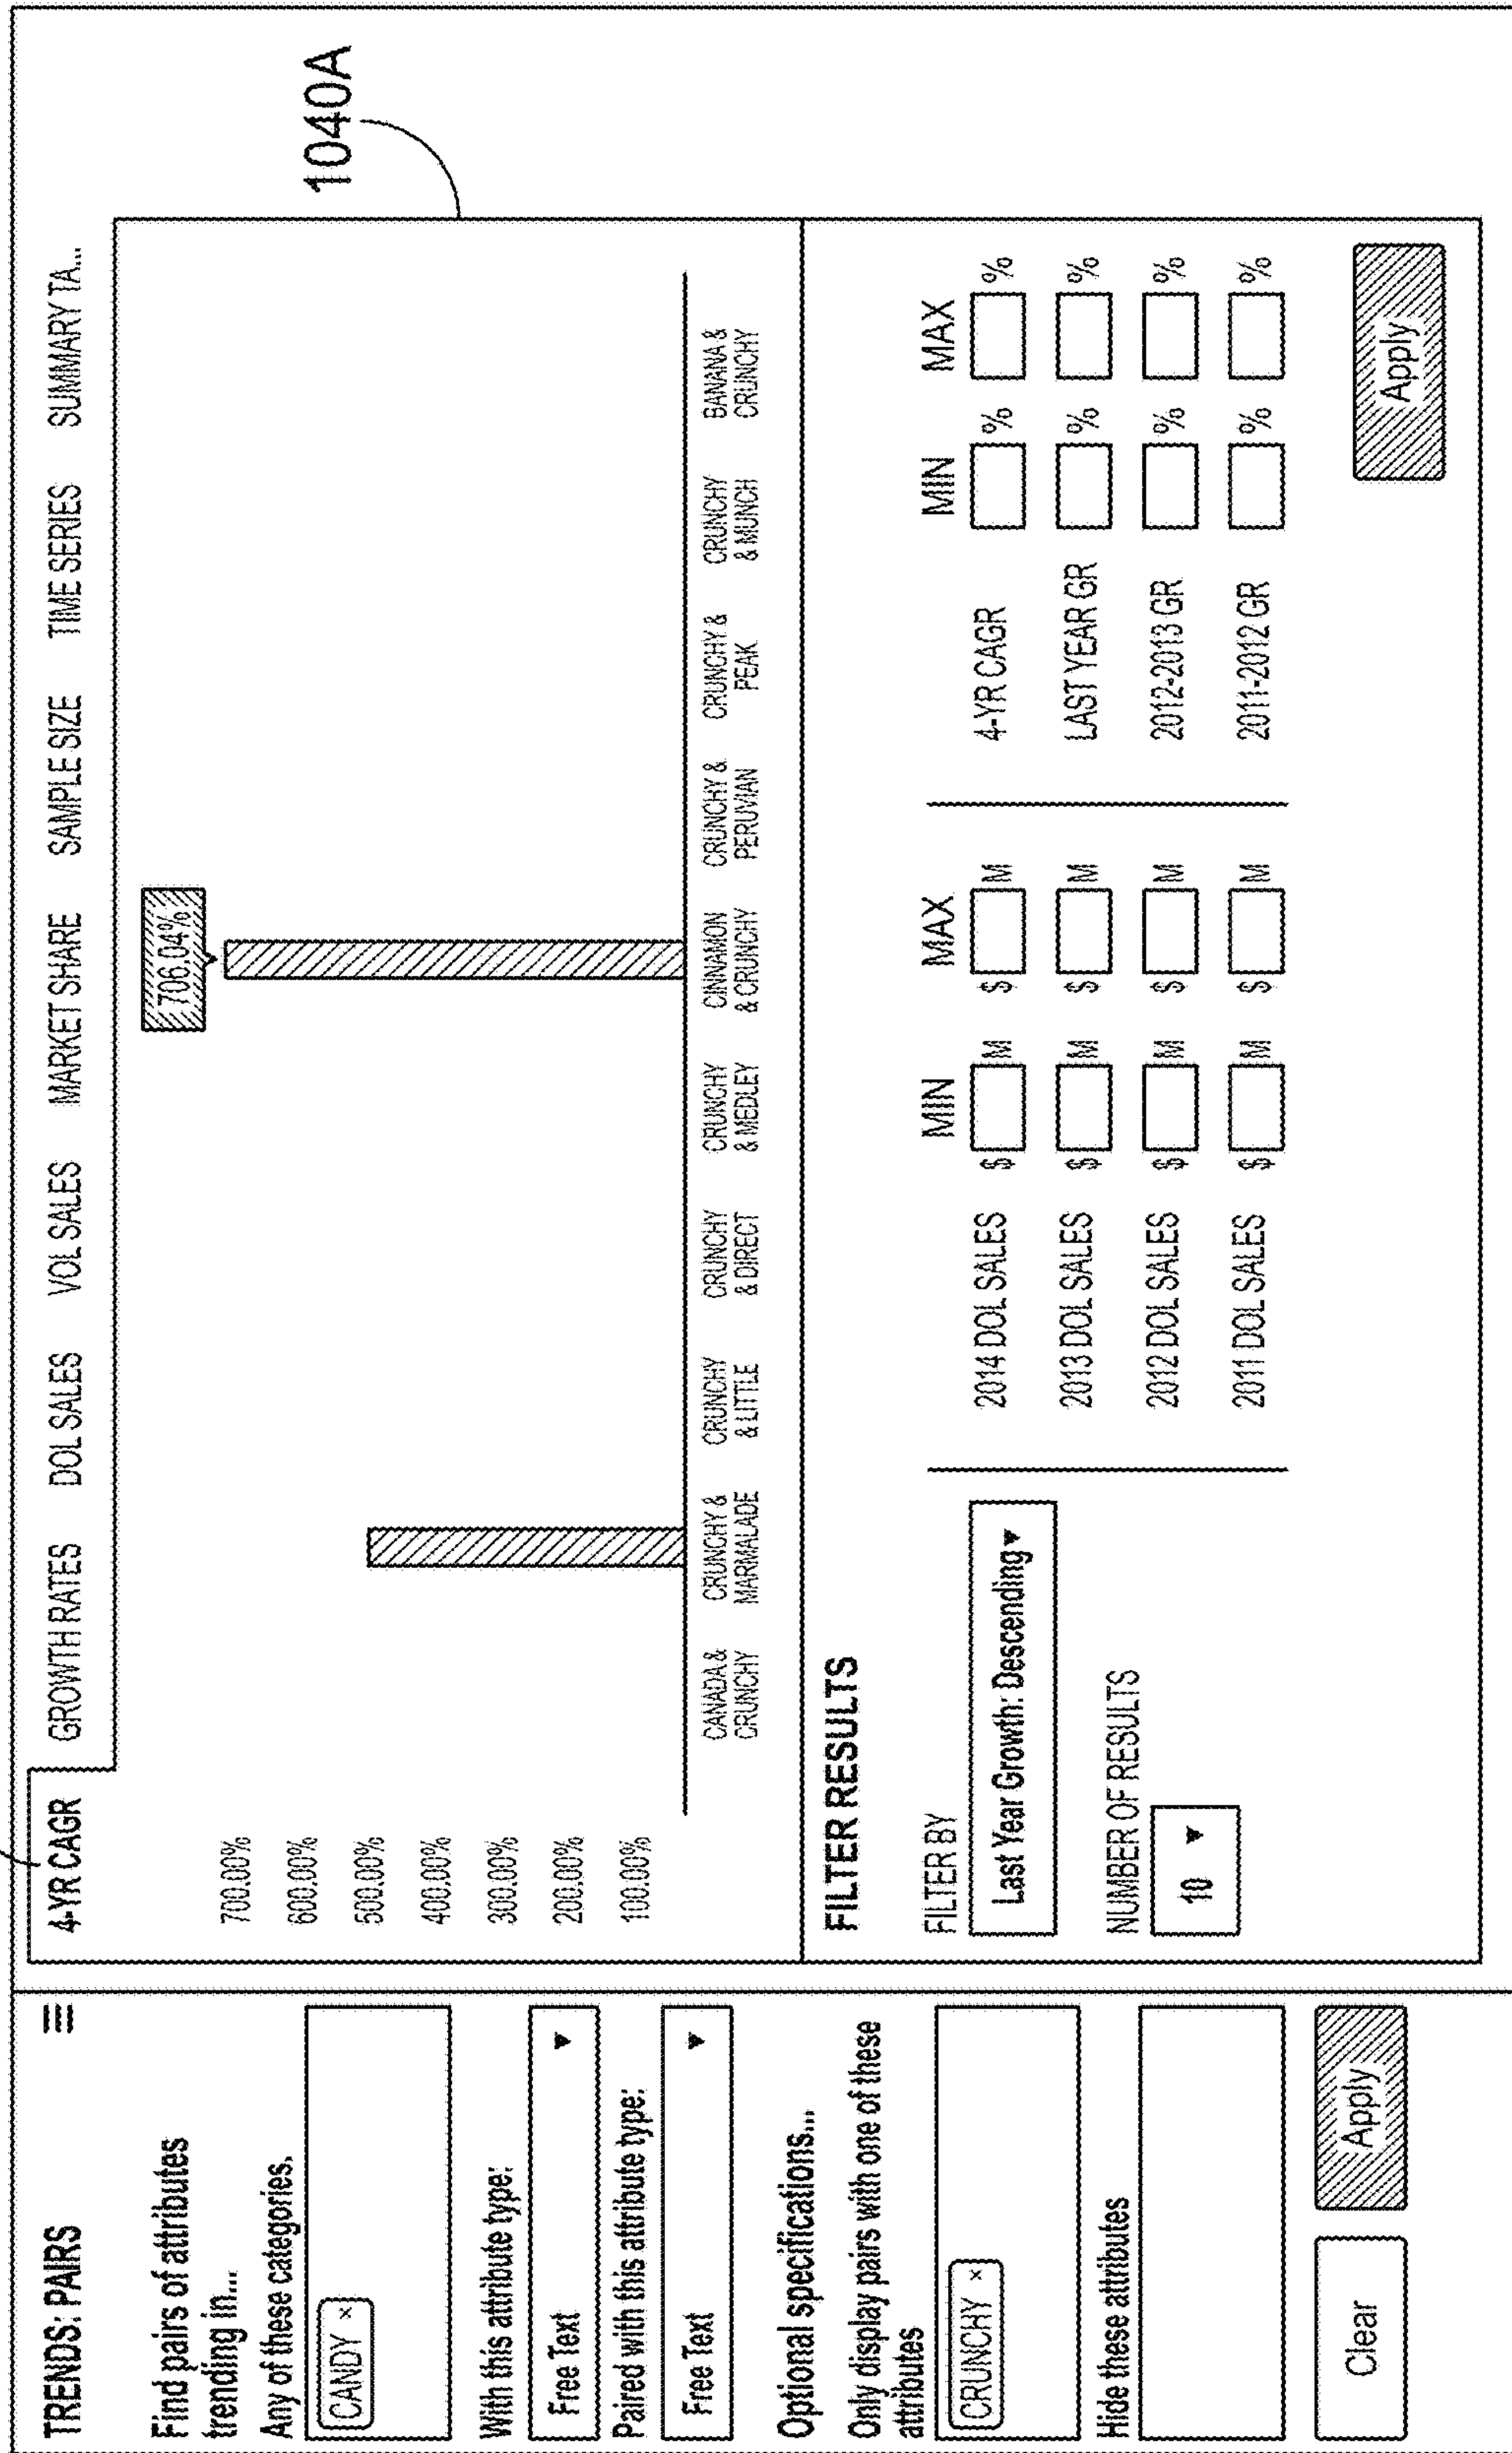 TRENDS: PAIRS
Find pairs of attributes
trending in...
Any of these categories.
CANDY ×
With this attribute type:
Free Text ▼
Paired with this attribute type:
Free Text ▼
Optional specifications...
Only display pairs with one of these
attributes
CRUNCHY ×
Hide these attributes
Clear Apply
4-YR CAGR GROWTH RATES DOL SALES VOL SALES MARKET SHARE SAMPLE SIZE TIME SERIES SUMMARY TA...
1040A
706.04%
700.00%
600.00%
500.00%
400.00%
300.00%
200.00%
100.00%
CANADA &
CRUNCHY
CRUNCHY &
MARMALADE
CRUNCHY
& LITTLE
CRUNCHY
& DIRECT
CRUNCHY
& MEDLEY
CINNAMON
& CRUNCHY
CRUNCHY &
PERUVIAN
CRUNCHY &
PEAK
CRUNCHY
& MUNCH
BANANA &
CRUNCHY
FILTER RESULTS
FILTER BY
Last Year Growth: Descending ▼
NUMBER OF RESULTS
10 ▼
MIN MAX
2014 DOL SALES $ M $ M
2013 DOL SALES $ M $ M
2012 DOL SALES $ M $ M
2011 DOL SALES $ M $ M
MIN MAX
4-YR CAGR % %
LAST YEAR GR % %
2012-2013 GR % %
2011-2012 GR % %
Apply